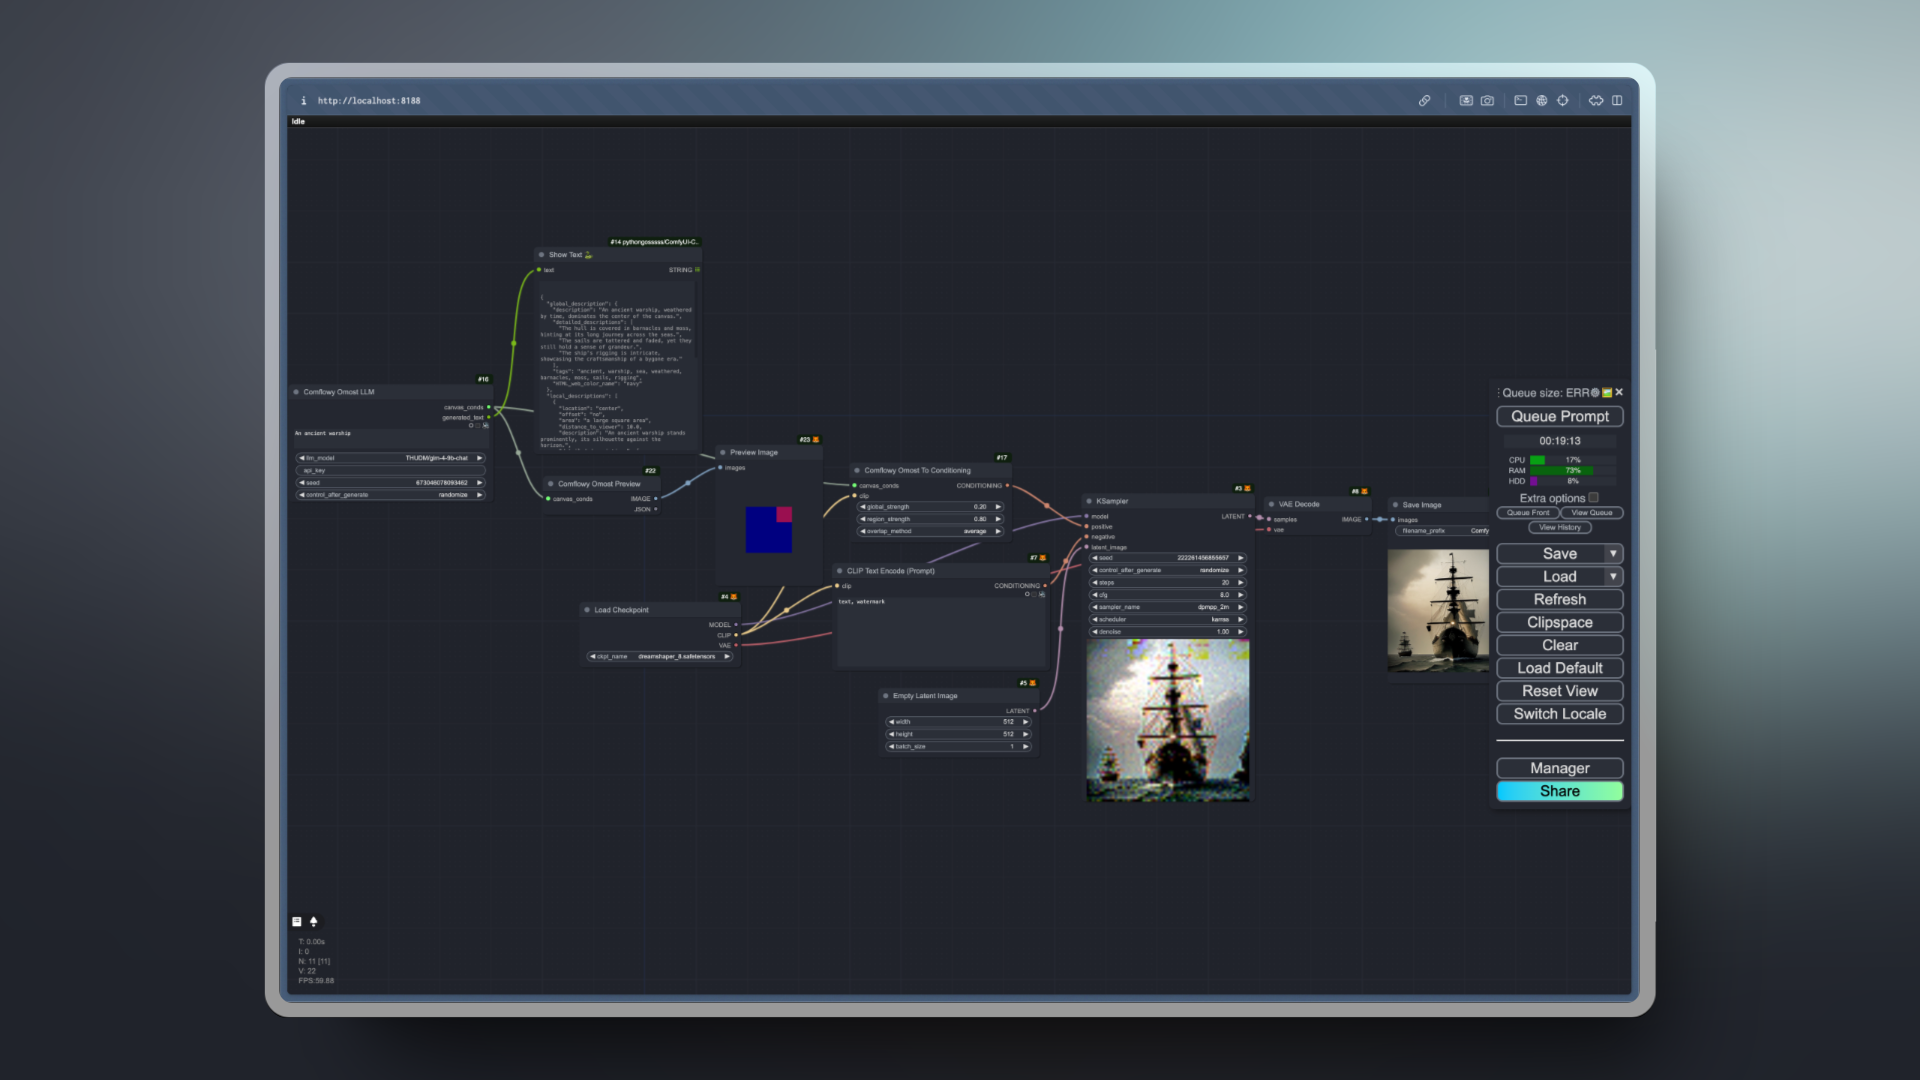 http://localhost:8188
Idle
#14 pythongosssss/ComfyUI-C..
Show Text
text
STRING
{
"global_description": {
"description": "An ancient warship, weathered
by time, dominates the center of the canvas.",
"detailed_descriptions": [
"The hull is covered in barnacles and moss,
hinting at its long journey across the seas.",
"The sails are tattered and faded, yet they
still hold a sense of grandeur.",
"The ship's rigging is intricate,
showcasing the craftsmanship of a bygone era."
],
"tags": "ancient, warship, sea, weathered,
barnacles, moss, sails, rigging",
"HTML_web_color_name": "navy"
},
"local_descriptions": [
{
"location": "center",
"offset": "nw",
"area": "a large square area",
"distance_to_viewer": 10.0,
"description": "An ancient warship stands
prominently, its silhouette against the
horizon.",
#16
Comflowy Omost LLM
canvas_conds
generated_text
An ancient warship
llm_model THUDM/glm-4-9b-chat
api_key
seed 673046078093462
control_after_generate randomize
#22
Comflowy Omost Preview
canvas_conds IMAGE
JSON
#23
Preview Image
images
#17
Comflowy Omost To Conditioning
canvas_conds CONDITIONING
clip
global_strength 0.20
region_strength 0.80
overlap_method average
#7
CLIP Text Encode (Prompt)
clip CONDITIONING
text, watermark
#4
Load Checkpoint
MODEL
CLIP
VAE
ckpt_name dreamshaper_8.safetensors
#5
Empty Latent Image
LATENT
width 512
height 512
batch_size 1
#3
KSampler
model LATENT
positive
negative
latent_image
seed 222261456855657
control_after_generate randomize
steps 20
cfg 8.0
sampler_name dpmpp_2m
scheduler karras
denoise 1.00
#8
VAE Decode
samples IMAGE
vae
Save Image
images
filename_prefix Comfy
Queue size: ERR
Queue Prompt
00:19:13
CPU 17%
RAM 73%
HDD 8%
Extra options
Queue Front View Queue
View History
Save
Load
Refresh
Clipspace
Clear
Load Default
Reset View
Switch Locale
Manager
Share
T: 0.00s
I: 0
N: 11 [11]
V: 22
FPS:59.88